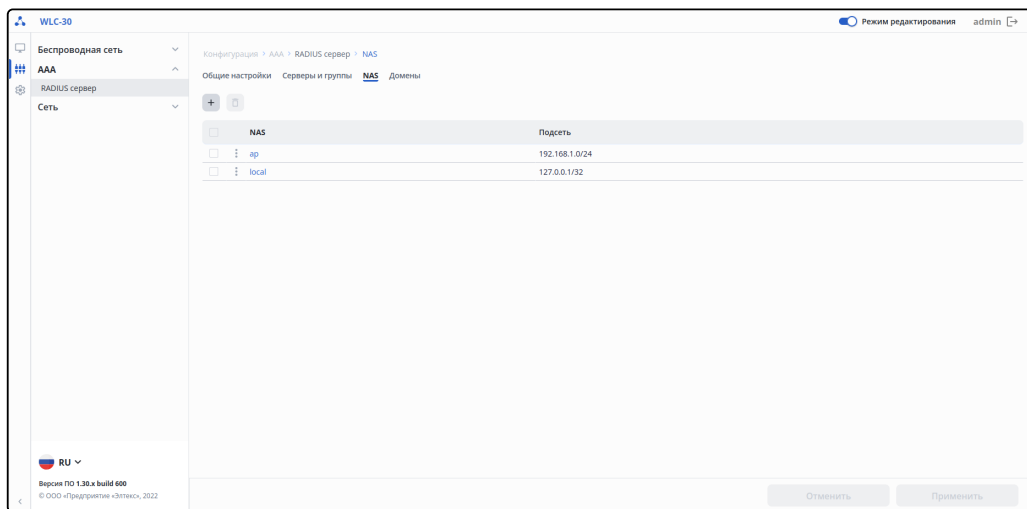 WLC-30
Режим редактирования
admin
Беспроводная сеть
AAA
RADIUS сервер
Сеть
Конфигурация > AAA > RADIUS сервер > NAS
Общие настройки Серверы и группы NAS Домены
+
NAS Подсеть
ap 192.168.1.0/24
local 127.0.0.1/32
RU
Версия ПО 1.30.x build 600
© ООО «Предприятие «Элтекс», 2022
Отменить Применить